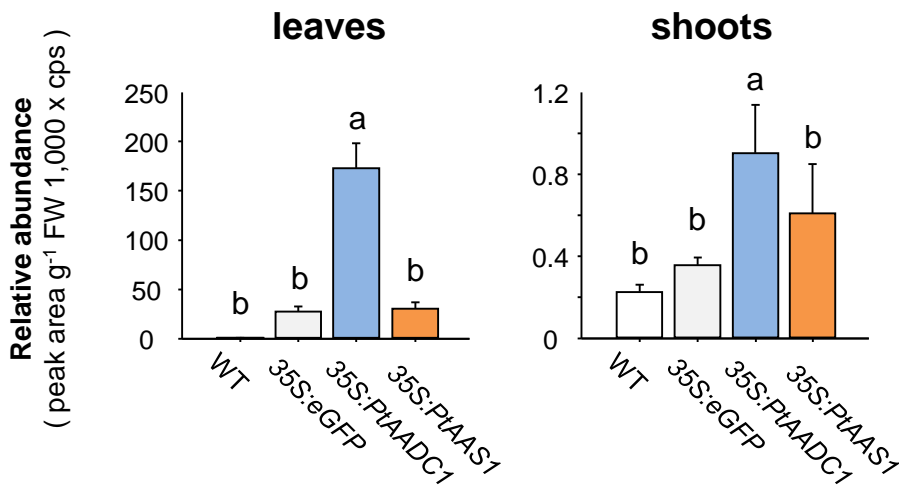 leaves
shoots
Relative abundance
( peak area g⁻¹ FW 1,000 x cps )
250
200
150
100
50
0
b
b
a
b
WT
35S:eGFP
35S:PtAADC1
35S:PtAAS1
1.2
0.8
0.4
0
b
b
a
b
WT
35S:eGFP
35S:PtAADC1
35S:PtAAS1